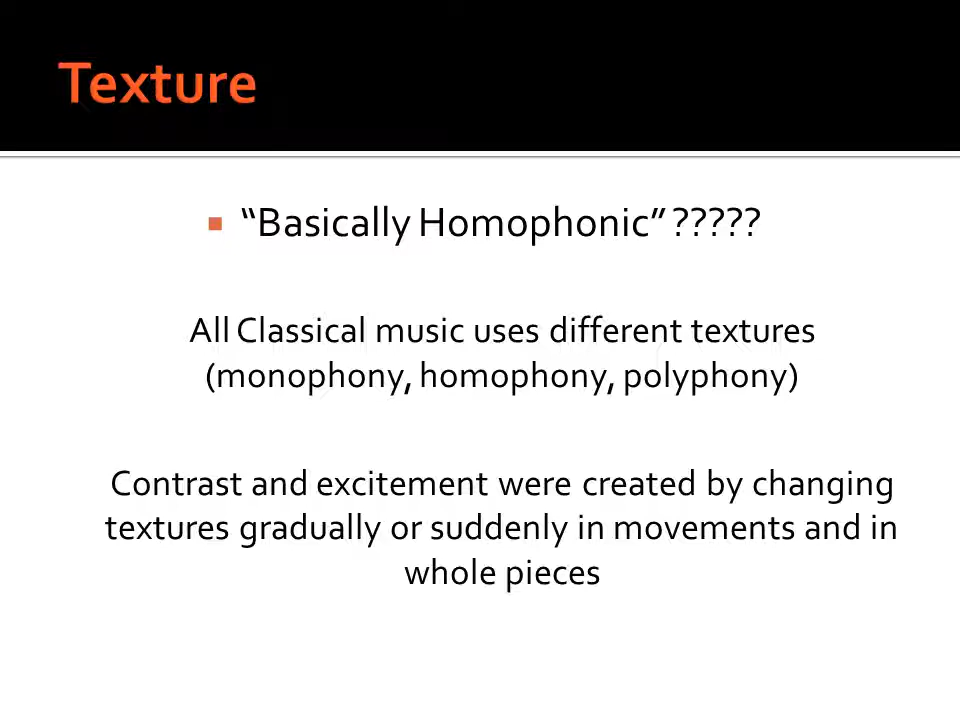 Texture
“Basically Homophonic” ?????
All Classical music uses different textures
(monophony, homophony, polyphony)
Contrast and excitement were created by changing
textures gradually or suddenly in movements and in
whole pieces